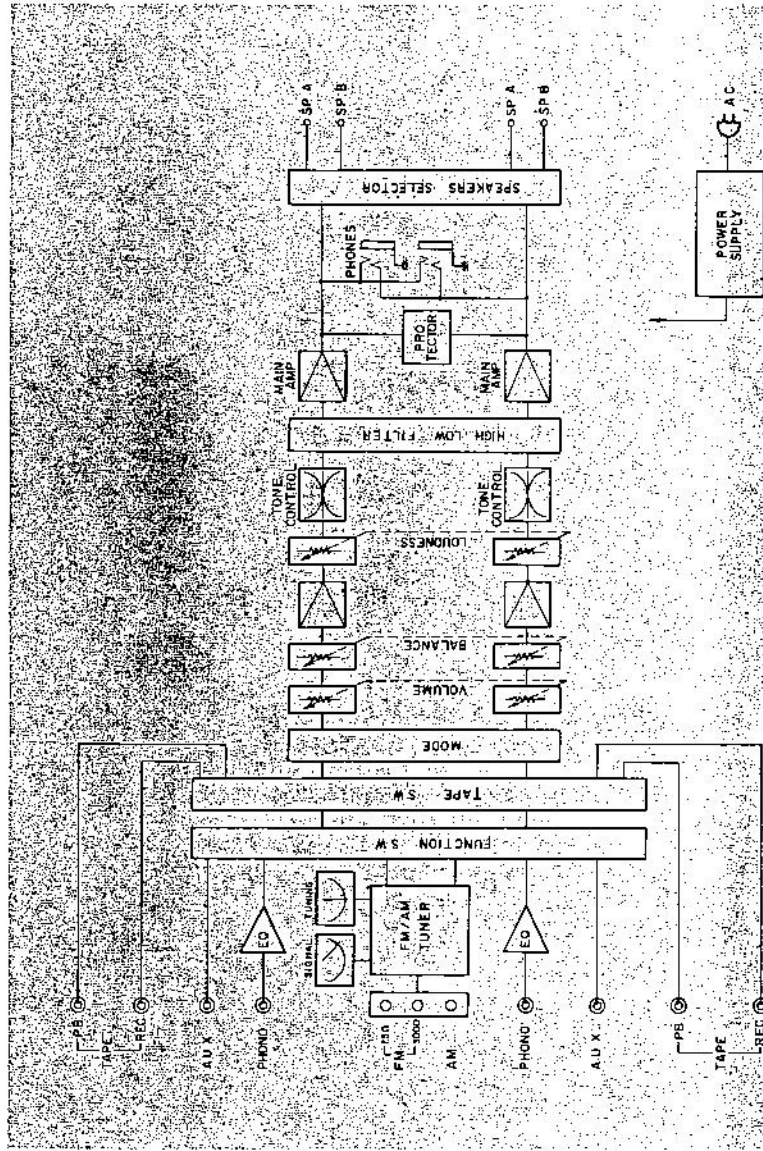 PB
TAPE
REC
AUX
PHONO
FM
75Ω
300Ω
AM
PHONO
AUX
PB
TAPE
REC
SIGNAL
TUNING
FM/AM
TUNER
EQ
EQ
FUNCTION SW
TAPE SW
MODE
VOLUME
BALANCE
LOUDNESS
TONE
CONTROL
TONE
CONTROL
HIGH LOW FILTER
MAIN
AMP
MAIN
AMP
PRO
TECTOR
PHONES
SPEAKERS SELECTOR
SP A
SP B
SP A
SP B
POWER
SUPPLY
AC